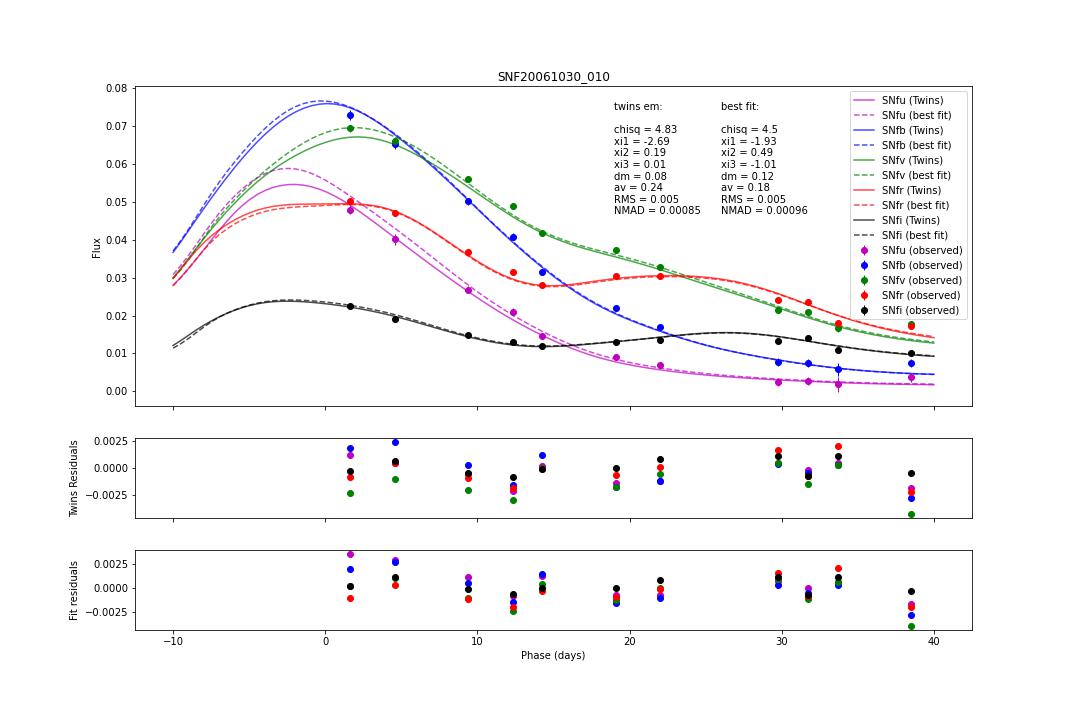 SNF20061030_010
0.08
0.07
0.06
0.05
0.04
0.03
0.02
0.01
0.00
Flux
twins em:
chisq = 4.83
xi1 = -2.69
xi2 = 0.19
xi3 = 0.01
dm = 0.08
av = 0.24
RMS = 0.005
NMAD = 0.00085
best fit:
chisq = 4.5
xi1 = -1.93
xi2 = 0.49
xi3 = -1.01
dm = 0.12
av = 0.18
RMS = 0.005
NMAD = 0.00096
SNfu (Twins)
SNfu (best fit)
SNfb (Twins)
SNfb (best fit)
SNfv (Twins)
SNfv (best fit)
SNfr (Twins)
SNfr (best fit)
SNfi (Twins)
SNfi (best fit)
SNfu (observed)
SNfb (observed)
SNfv (observed)
SNfr (observed)
SNfi (observed)
0.0025
0.0000
−0.0025
Twins Residuals
0.0025
0.0000
−0.0025
Fit residuals
−10 0 10 20 30 40
Phase (days)